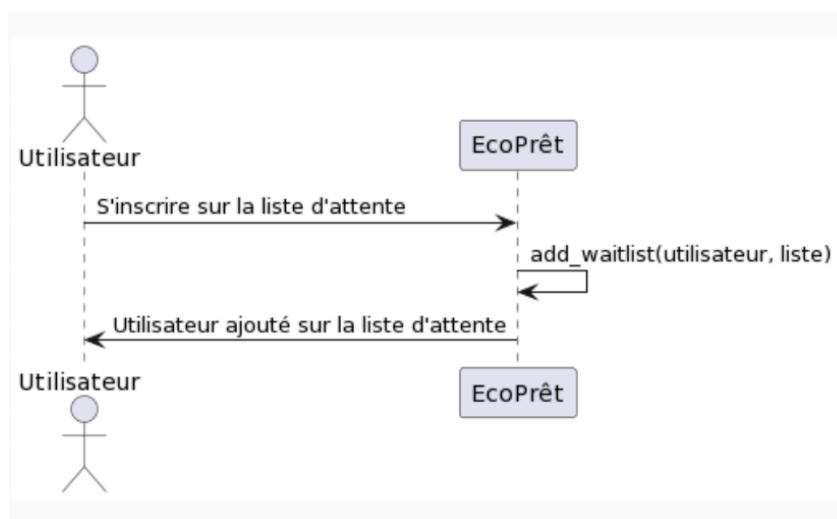 Utilisateur
EcoPrêt
S'inscrire sur la liste d'attente
add_waitlist(utilisateur, liste)
Utilisateur ajouté sur la liste d'attente
Utilisateur
EcoPrêt